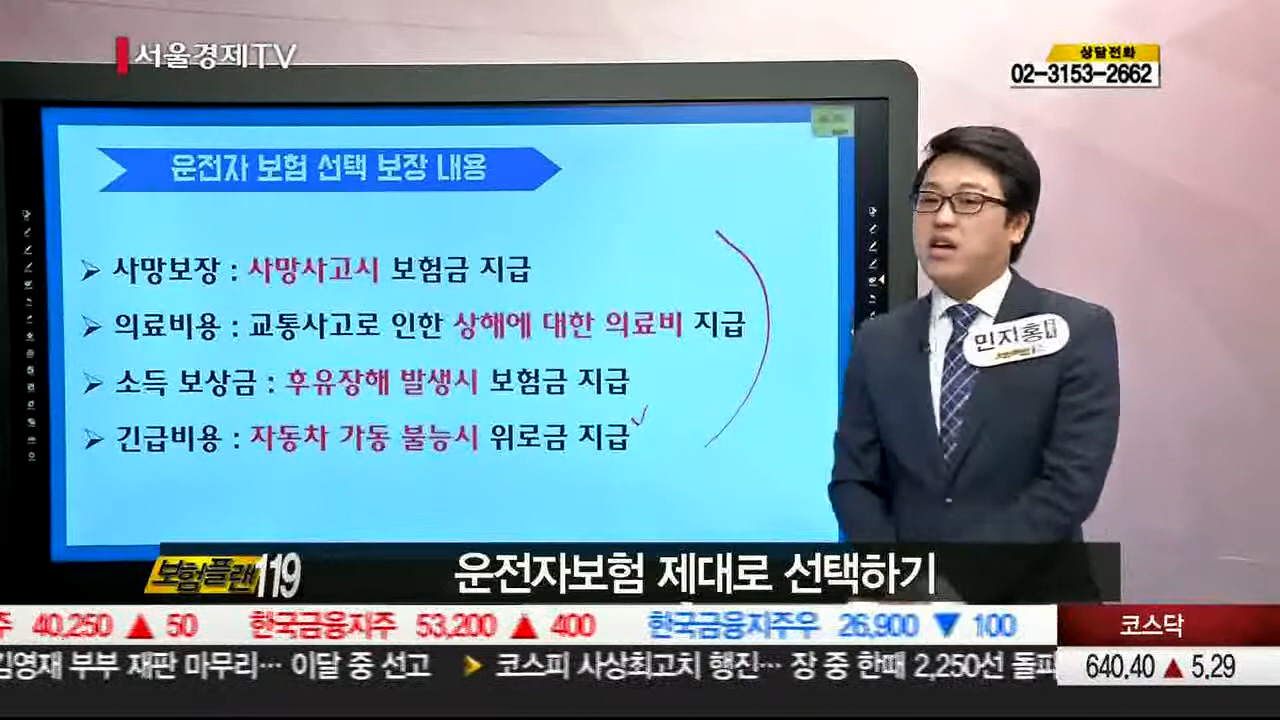 서울경제TV
상담전화
02-3153-2662
운전자 보험 선택 보장 내용
➢ 사망보장 : 사망사고시 보험금 지급
➢ 의료비용 : 교통사고로 인한 상해에 대한 의료비 지급
➢ 소득 보상금 : 후유장해 발생시 보험금 지급
➢ 긴급비용 : 자동차 가동 불능시 위로금 지급
민지홍
보험플랜119
운전자보험 제대로 선택하기
주 40,250 ▲ 50 한국금융지주 53,200 ▲ 400 한국금융지주우 26,900 ▼ 100
코스닥
김영재 부부 재판 마무리… 이달 중 선고 > 코스피 사상최고치 행진… 장 중 한때 2,250선 돌파
640.40 ▲ 5.29